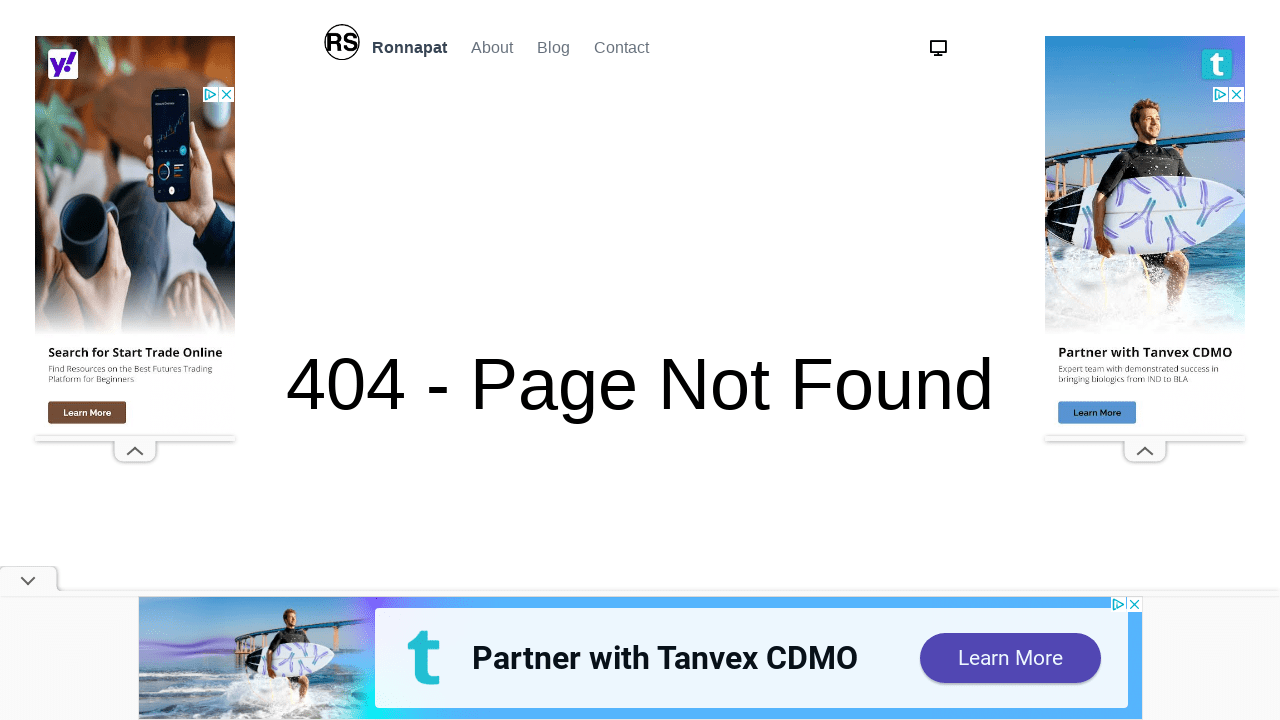 RS Ronnapat About Blog Contact
y!
Search for Start Trade Online
Find Resources on the Best Futures Trading
Platform for Beginners
Learn More
404 - Page Not Found
t
Partner with Tanvex CDMO
Expert team with demonstrated success in
bringing biologics from IND to BLA
Learn More
t Partner with Tanvex CDMO Learn More